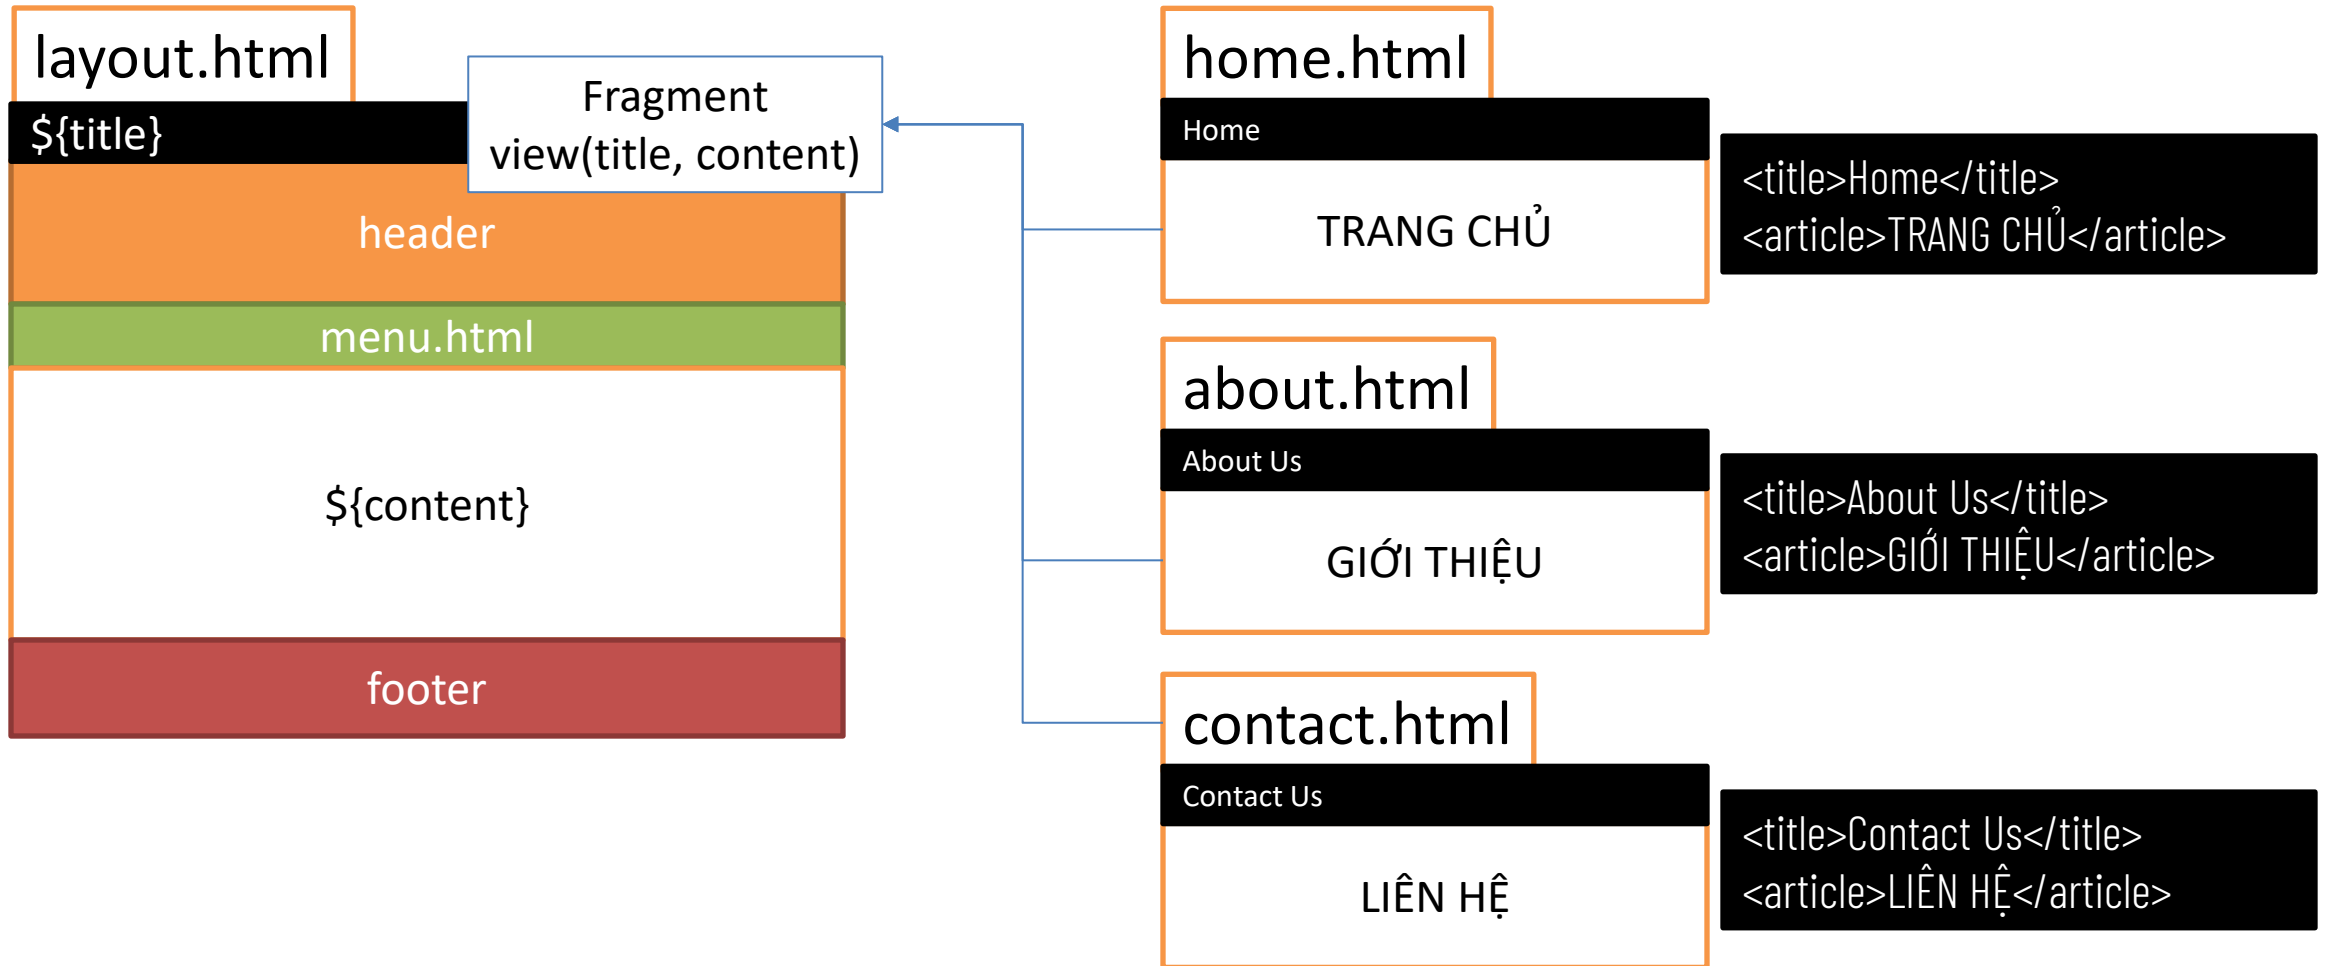 layout.html
${title}
Fragment
view(title, content)
header
menu.html
${content}
footer
home.html
Home
TRANG CHỦ
<title>Home</title>
<article>TRANG CHỦ</article>
about.html
About Us
GIỚI THIỆU
<title>About Us</title>
<article>GIỚI THIỆU</article>
contact.html
Contact Us
LIÊN HỆ
<title>Contact Us</title>
<article>LIÊN HỆ</article>